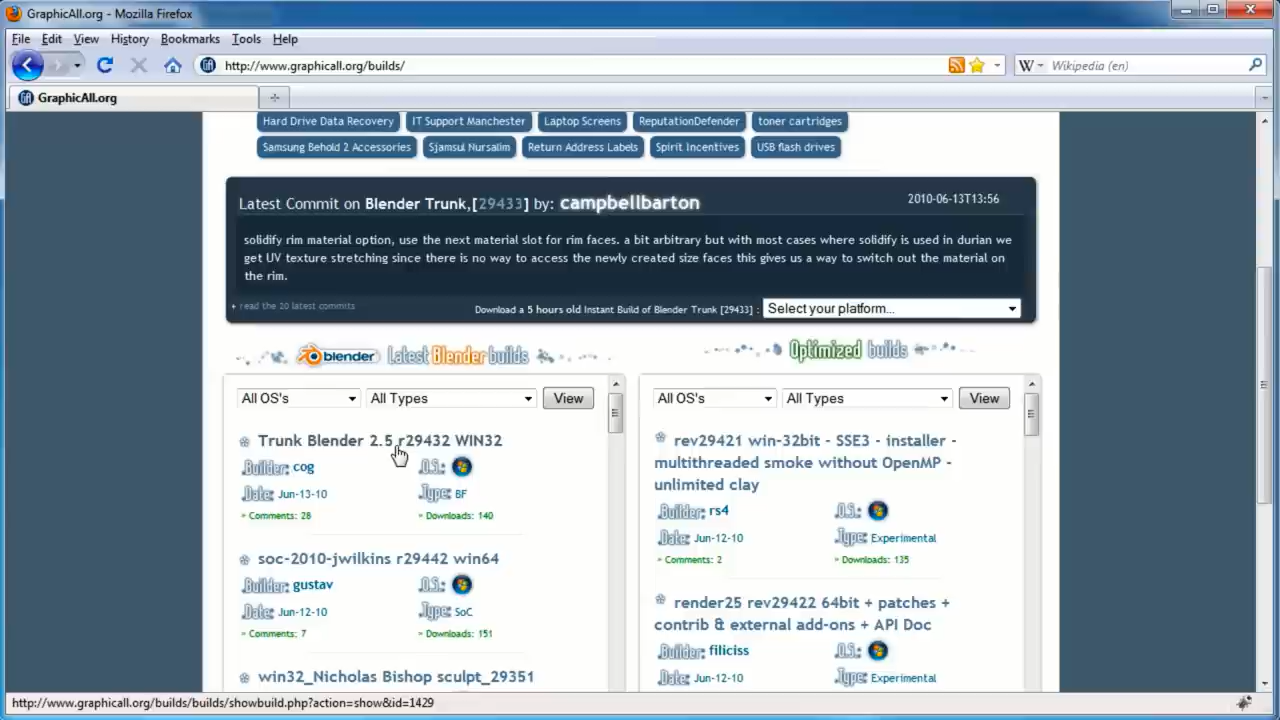 GraphicAll.org - Mozilla Firefox
File Edit View History Bookmarks Tools Help
http://www.graphicall.org/builds/
Wikipedia (en)
GraphicAll.org
Hard Drive Data Recovery IT Support Manchester Laptop Screens ReputationDefender toner cartridges
Samsung Behold 2 Accessories Sjamsul Nursalim Return Address Labels Spirit Incentives USB flash drives
Latest Commit on Blender Trunk,[29433] by: campbellbarton 2010-06-13T13:56
solidify rim material option, use the next material slot for rim faces. a bit arbitrary but with most cases where solidify is used in durian we
get UV texture stretching since there is no way to access the newly created size faces this gives us a way to switch out the material on
the rim.
read the 20 latest commits Download a 5 hours old Instant Build of Blender Trunk [29433] : Select your platform...
blender Latest Blender builds
All OS's All Types View
Trunk Blender 2.5 r29432 WIN32
Builder: cog O.S.:
Date: Jun-13-10 Type: BF
Comments: 28 Downloads: 140
soc-2010-jwilkins r29442 win64
Builder: gustav O.S.:
Date: Jun-12-10 Type: SoC
Comments: 7 Downloads: 151
win32_Nicholas Bishop sculpt_29351
Optimized builds
All OS's All Types View
rev29421 win-32bit - SSE3 - installer -
multithreaded smoke without OpenMP -
unlimited clay
Builder: rs4 O.S.:
Date: Jun-12-10 Type: Experimental
Comments: 2 Downloads: 135
render25 rev29422 64bit + patches +
contrib & external add-ons + API Doc
Builder: filiciss O.S.:
Date: Jun-12-10 Type: Experimental
http://www.graphicall.org/builds/builds/showbuild.php?action=show&id=1429